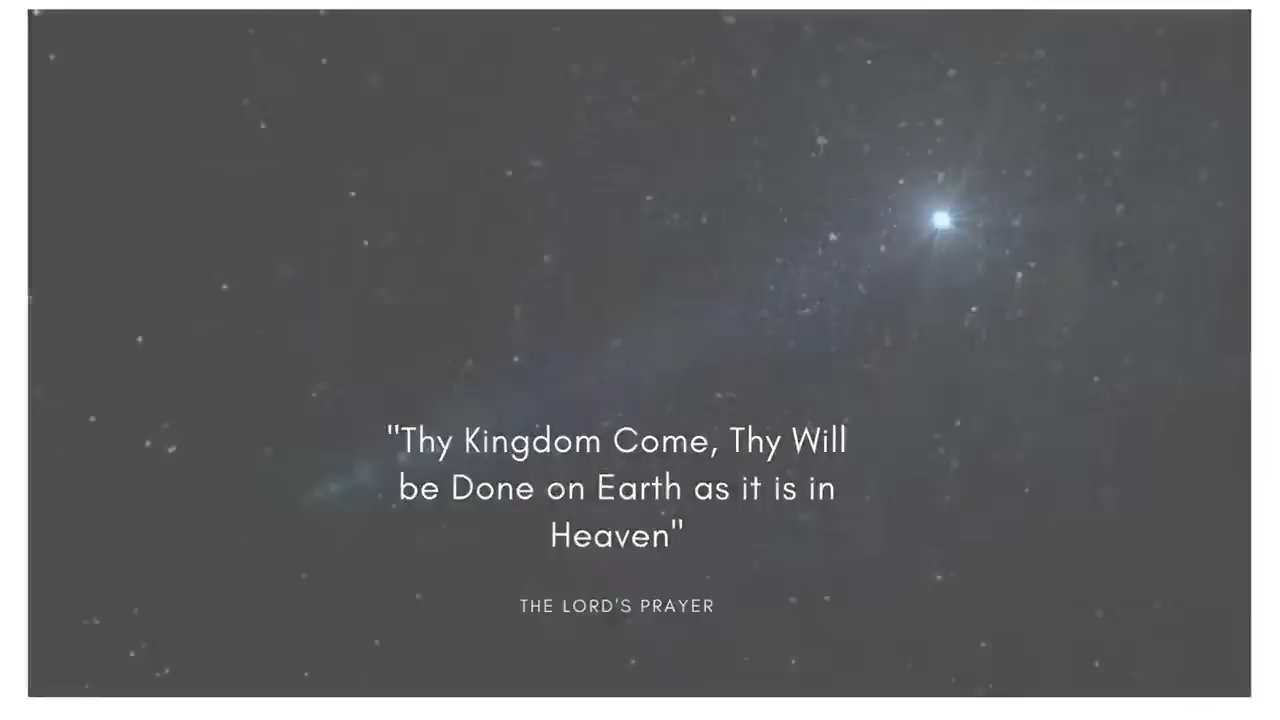 "Thy Kingdom Come, Thy Will
be Done on Earth as it is in
Heaven"
THE LORD'S PRAYER